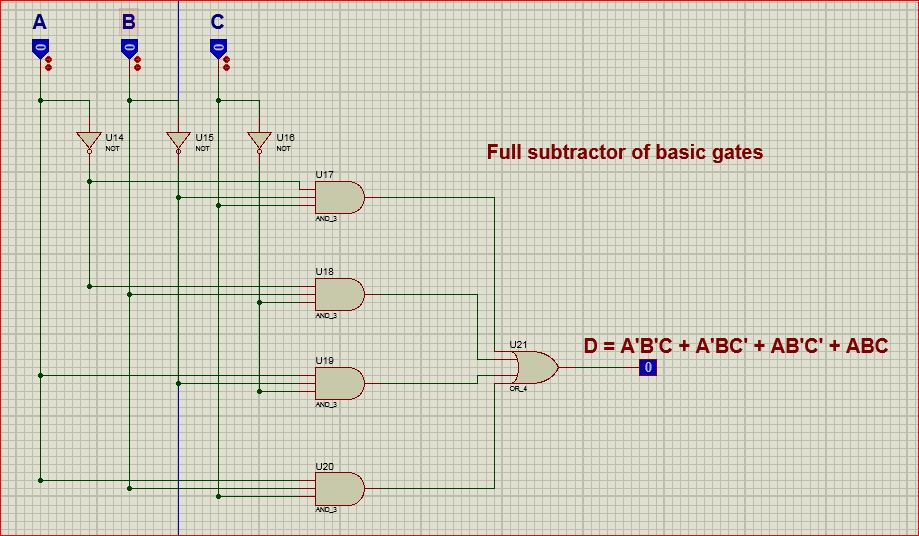 A B C
0 0 0
U14 U15 U16
NOT NOT NOT
Full subtractor of basic gates
U17
AND_3
U18
AND_3
U21
D = A'B'C + A'BC' + AB'C' + ABC
0
U19
OR_4
AND_3
U20
AND_3